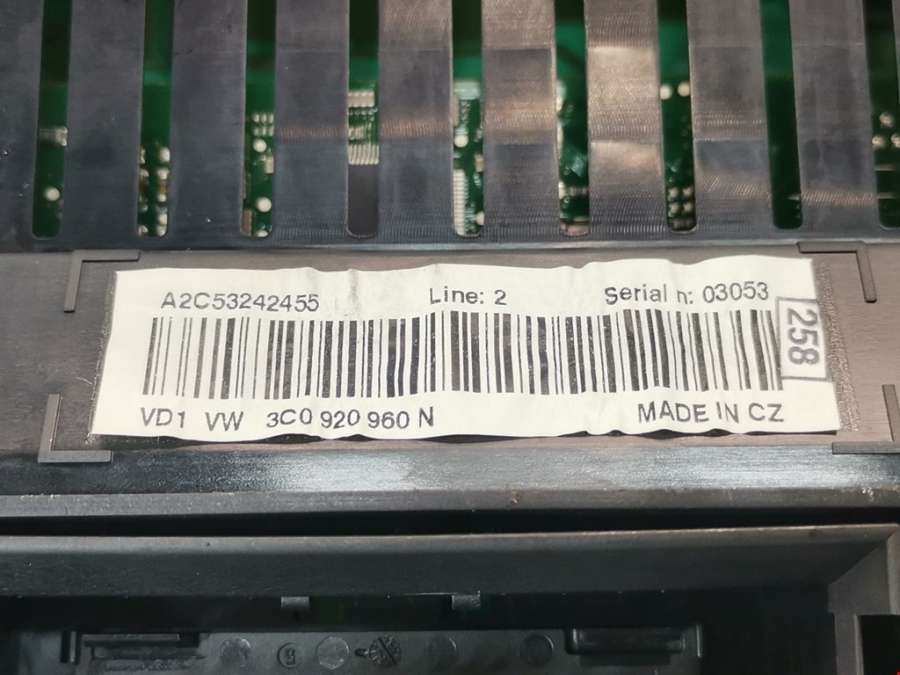 A2C53242455 Line: 2 Serial n: 03053
258
VD1 VW 3C0 920 960 N MADE IN CZ